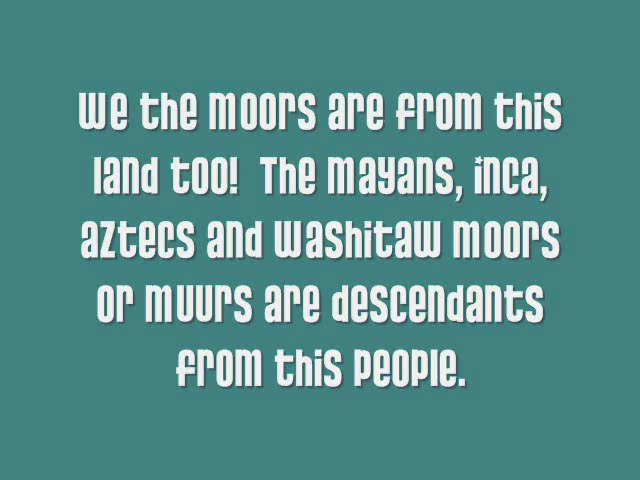 We the Moors are from this
land too!  The Mayans, Inca,
Aztecs and Washitaw Moors
or Muurs are descendants
from this people.